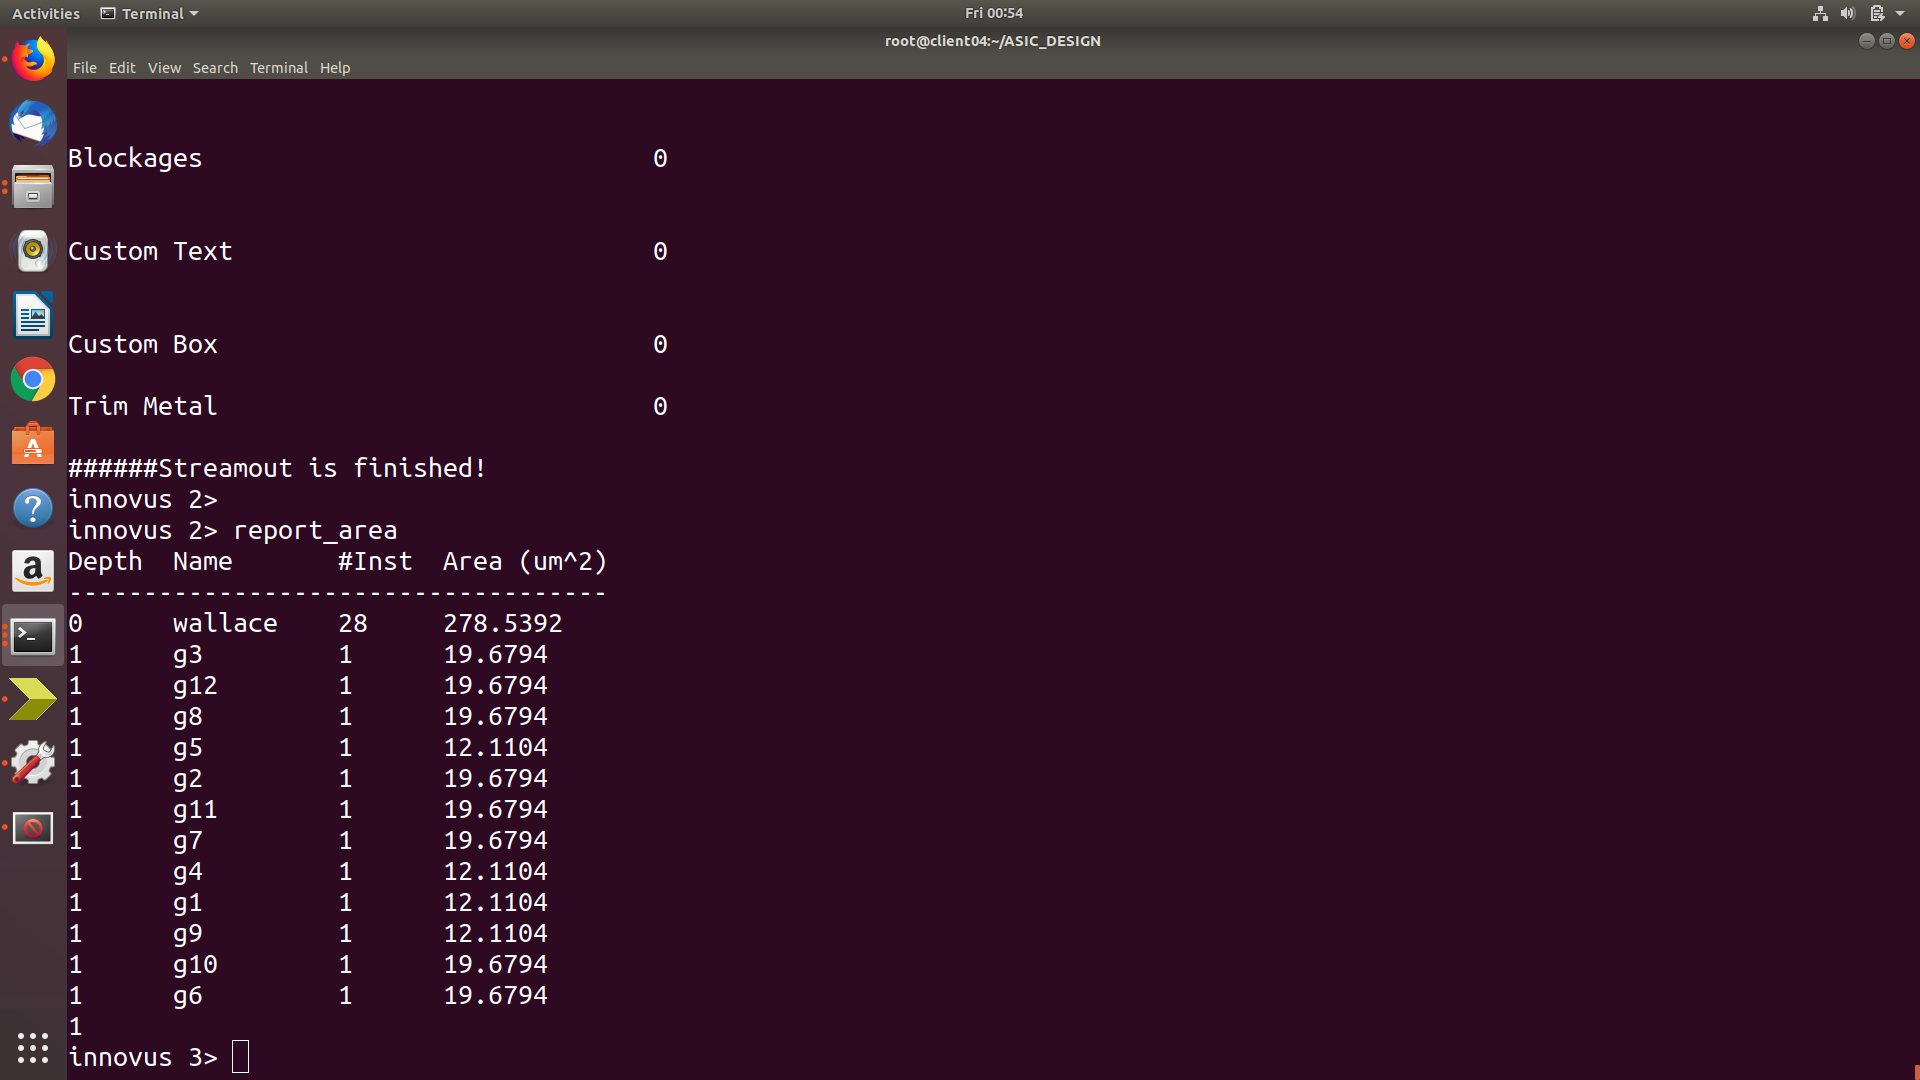 Activities Terminal Fri 00:54
root@client04:~/ASIC_DESIGN
File Edit View Search Terminal Help
Blockages 0
Custom Text 0
Custom Box 0
Trim Metal 0
######Streamout is finished!
innovus 2>
innovus 2> report_area
Depth Name #Inst Area (um^2)
------------------------------------
0 wallace 28 278.5392
1 g3 1 19.6794
1 g12 1 19.6794
1 g8 1 19.6794
1 g5 1 12.1104
1 g2 1 19.6794
1 g11 1 19.6794
1 g7 1 19.6794
1 g4 1 12.1104
1 g1 1 12.1104
1 g9 1 12.1104
1 g10 1 19.6794
1 g6 1 19.6794
1
innovus 3>